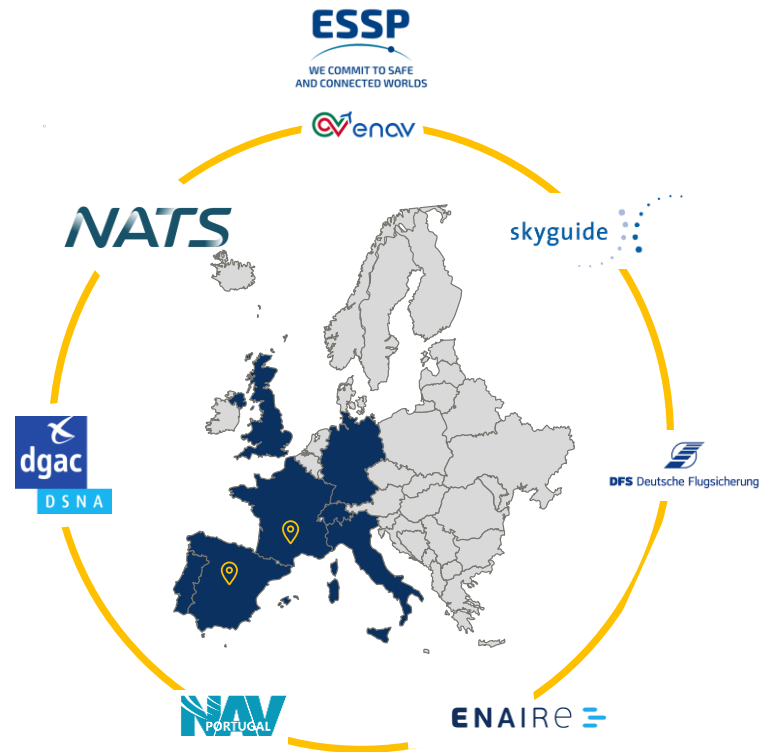 ESSP
WE COMMIT TO SAFE
AND CONNECTED WORLDS
enav
NATS
skyguide
dgac
DSNA
DFS Deutsche Flugsicherung
NAV
PORTUGAL
ENAIRe